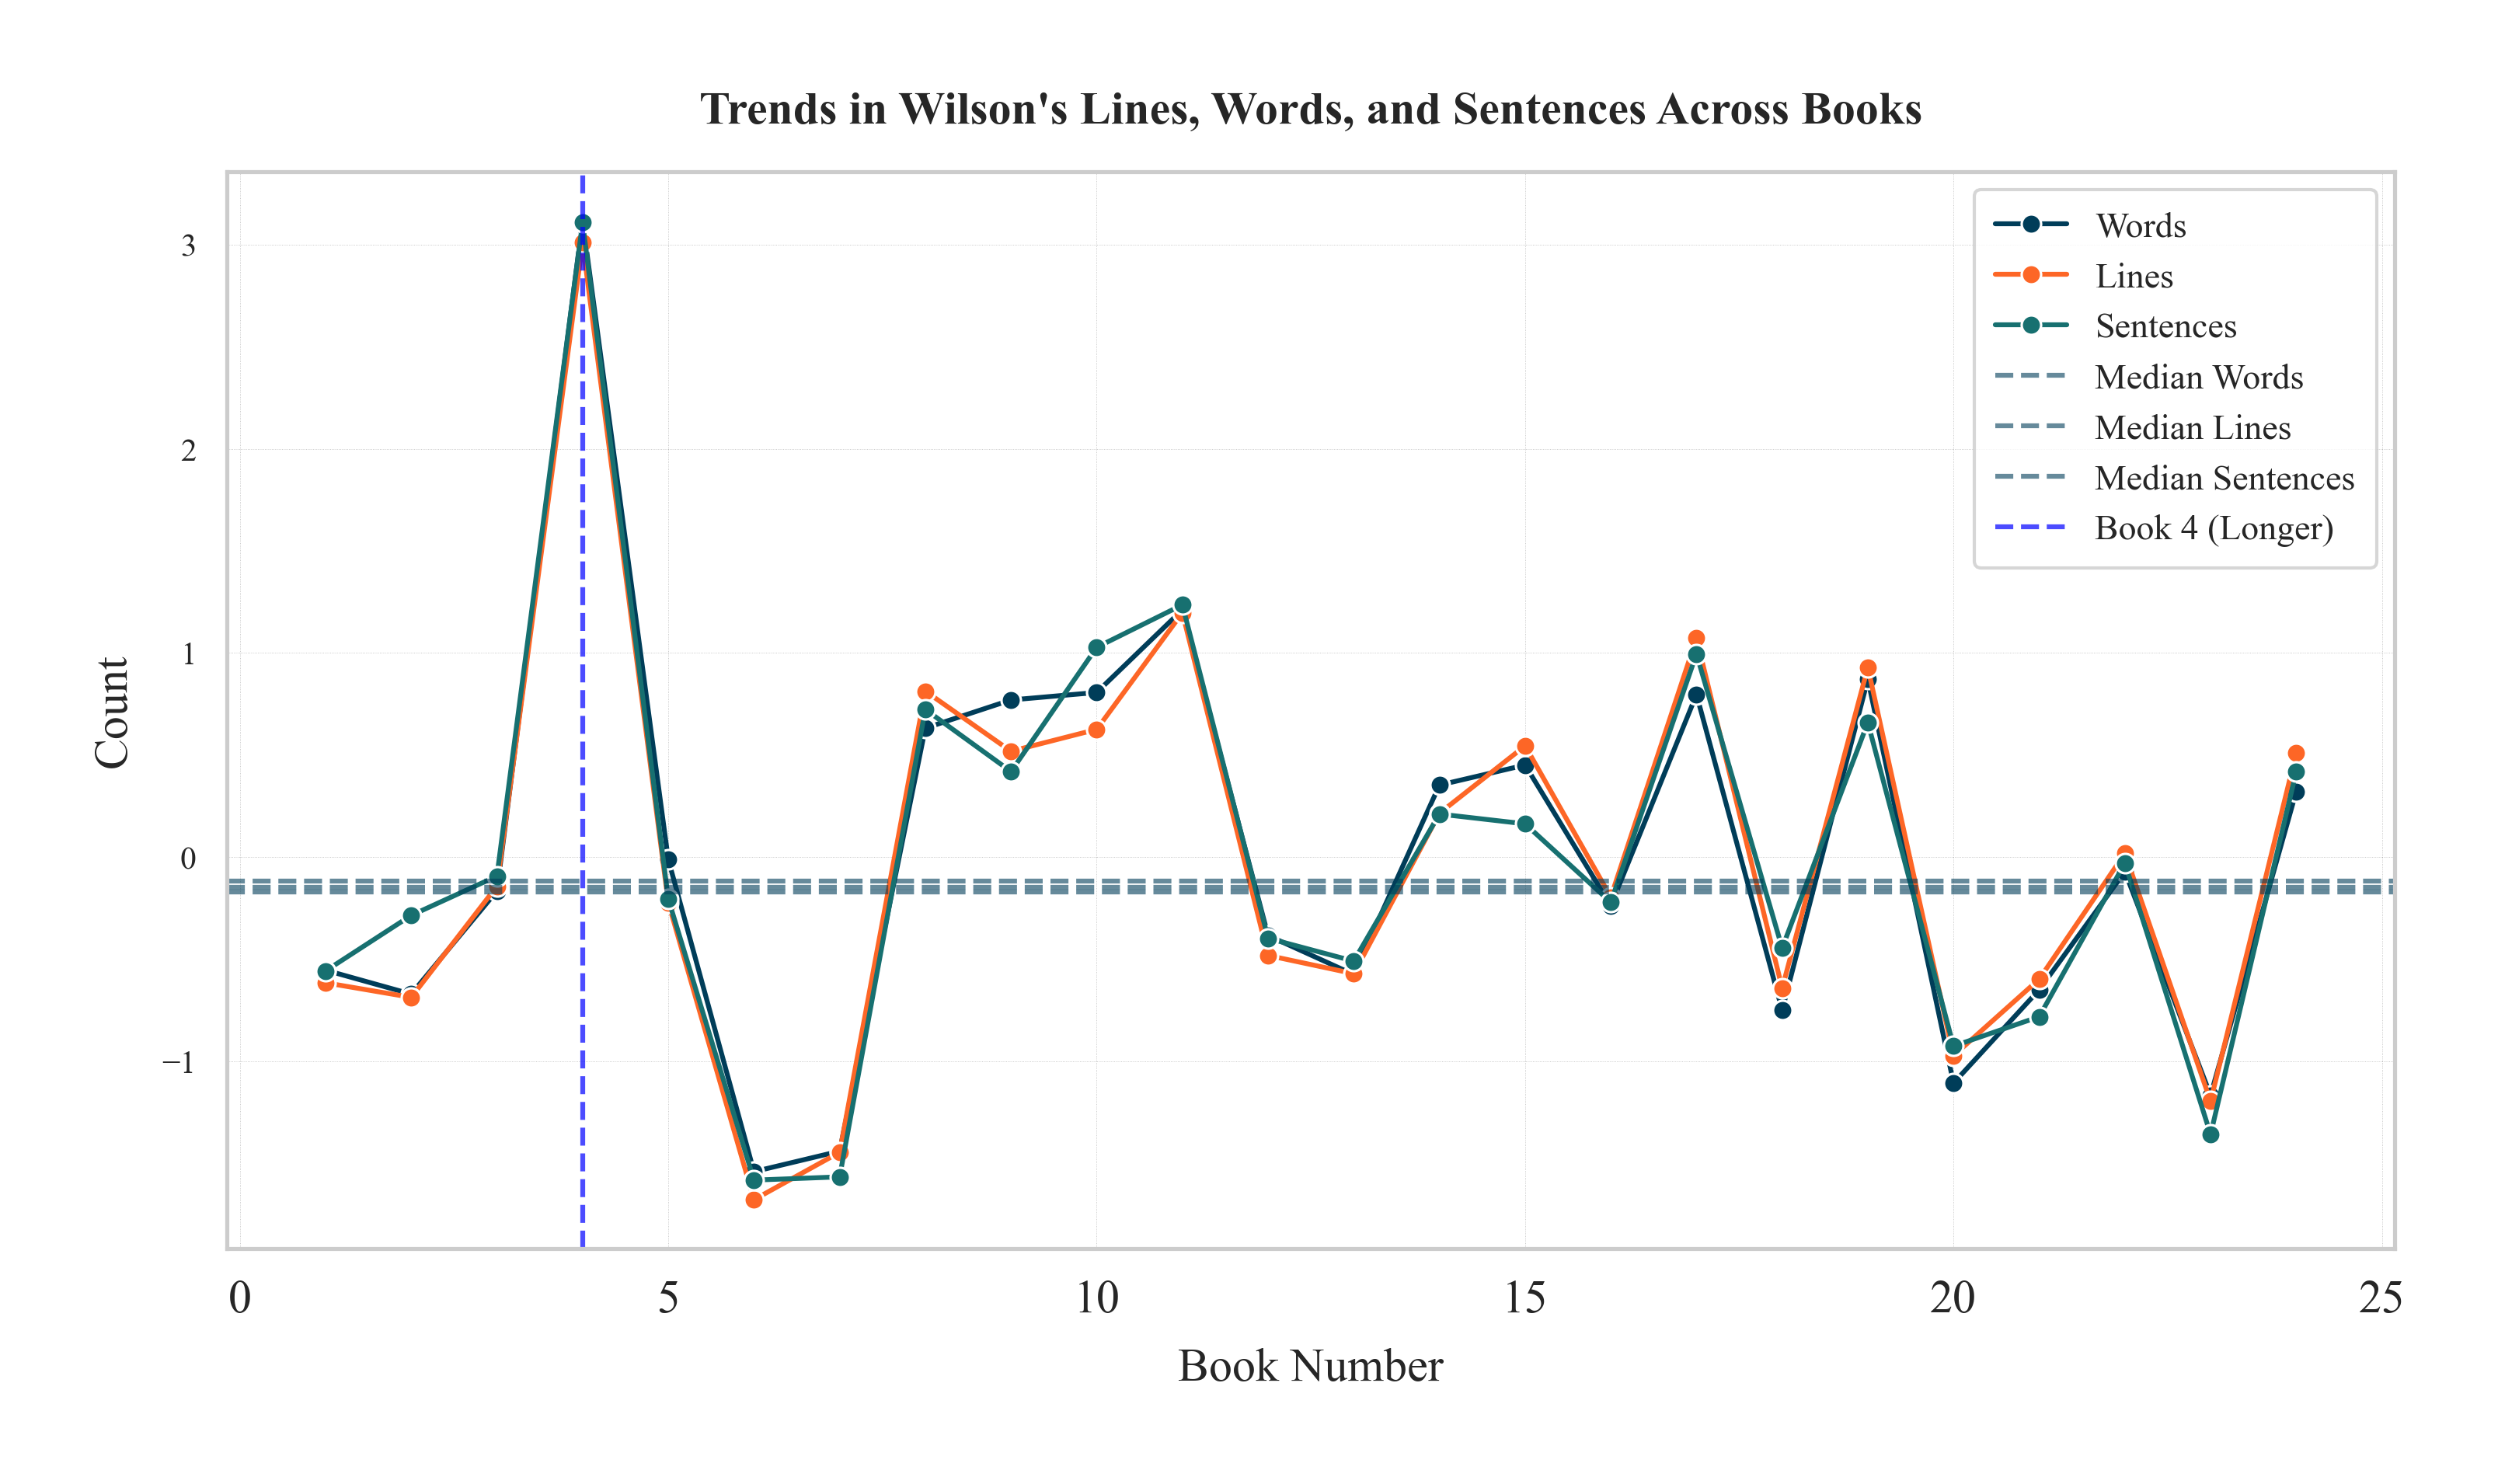 Trends in Wilson's Lines, Words, and Sentences Across Books
Words
Lines
Sentences
Median Words
Median Lines
Median Sentences
Book 4 (Longer)
Count
3
2
1
0
−1
0 5 10 15 20 25
Book Number